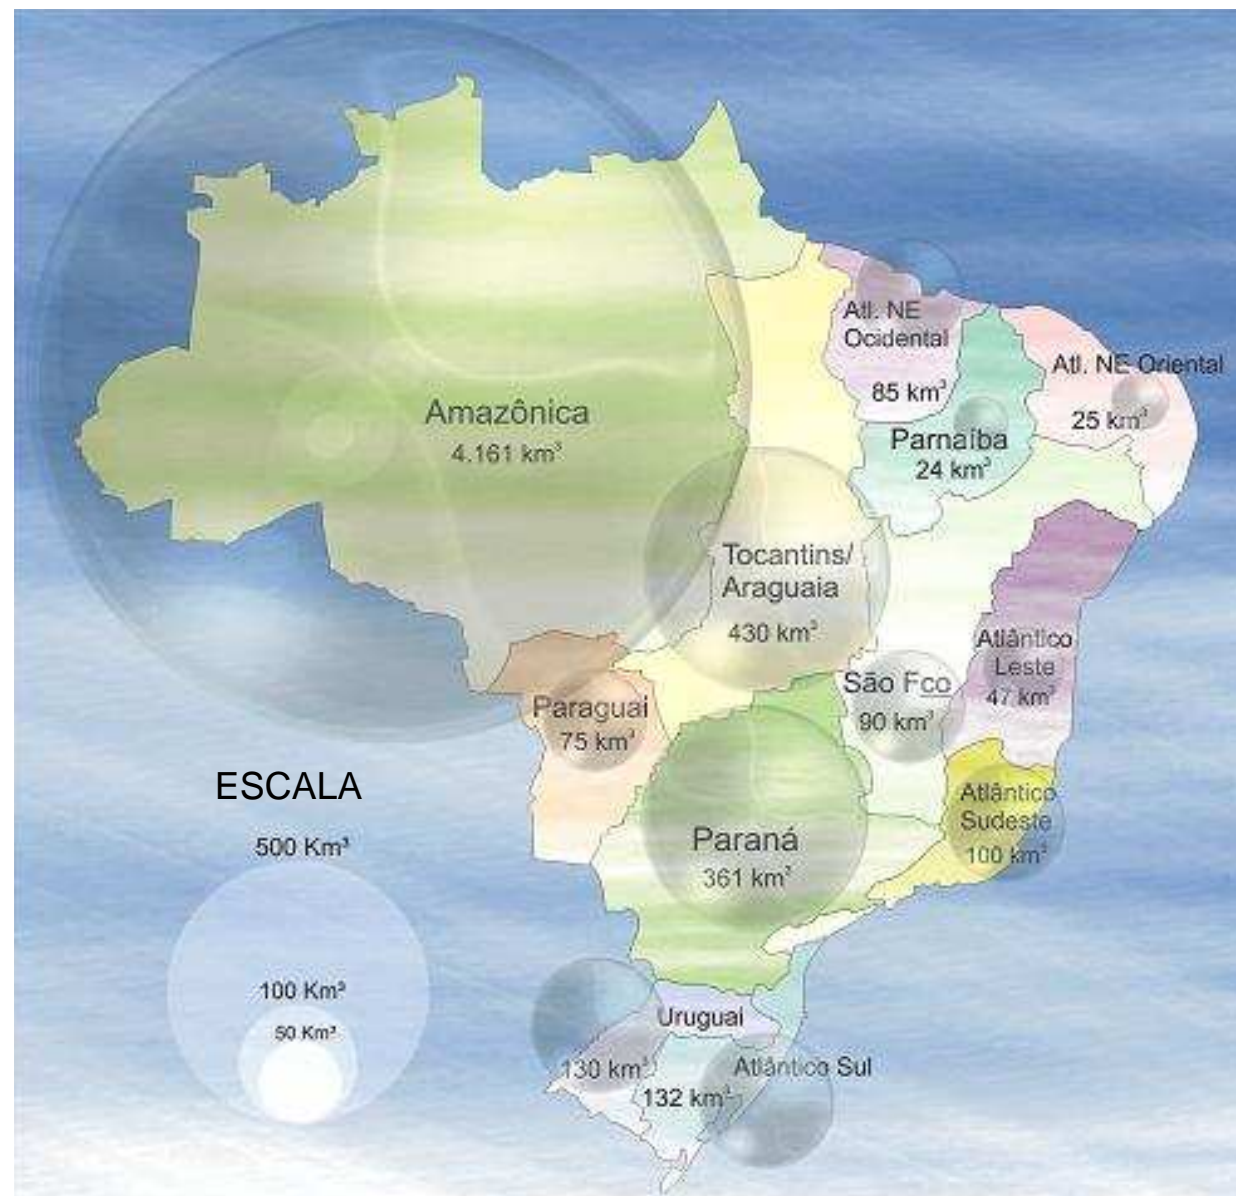 Atl. NE
Ocidental
85 km³
Atl. NE Oriental
25 km³
Amazônica
4.161 km³
Parnaíba
24 km³
Tocantins/
Araguaia
430 km³
Atlântico
Leste
47 km³
São Fco
90 km³
Paraguai
75 km³
ESCALA
500 Km³
100 Km³
50 Km³
Atlântico
Sudeste
100 km³
Paraná
361 km³
Uruguai
130 km³
Atlântico Sul
132 km³